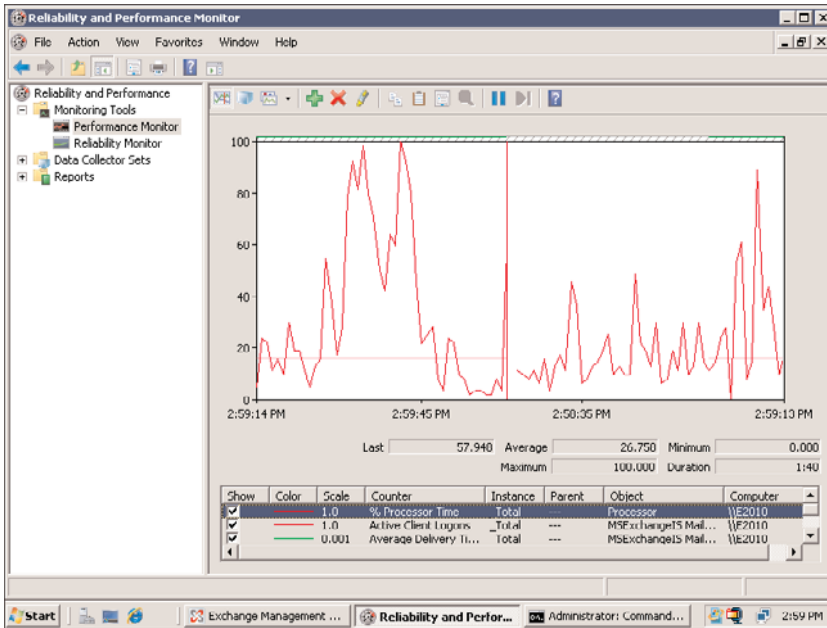 Reliability and Performance Monitor
File Action View Favorites Window Help
Reliability and Performance
Monitoring Tools
Performance Monitor
Reliability Monitor
Data Collector Sets
Reports
100
80
60
40
20
0
2:59:14 PM 2:59:45 PM 2:58:35 PM 2:59:13 PM
Last 57.940 Average 26.750 Minimum 0.000
Maximum 100.000 Duration 1:40
Show Color Scale Counter Instance Parent Object Computer
1.0 % Processor Time _Total --- Processor \\E2010
1.0 Active Client Logons _Total --- MSExchangeIS Mail... \\E2010
0.001 Average Delivery Ti... _Total --- MSExchangeIS Mail... \\E2010
Start Exchange Management ... Reliability and Perfor... Administrator: Command... 2:59 PM